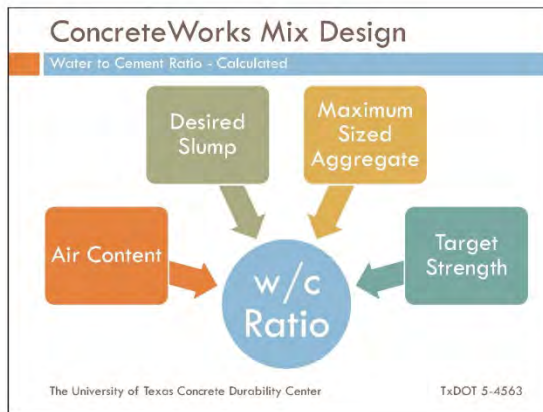 ConcreteWorks Mix Design
Water to Cement Ratio - Calculated
Desired
Slump
Maximum
Sized
Aggregate
Air Content
Target
Strength
w/c
Ratio
The University of Texas Concrete Durability Center
TxDOT 5-4563